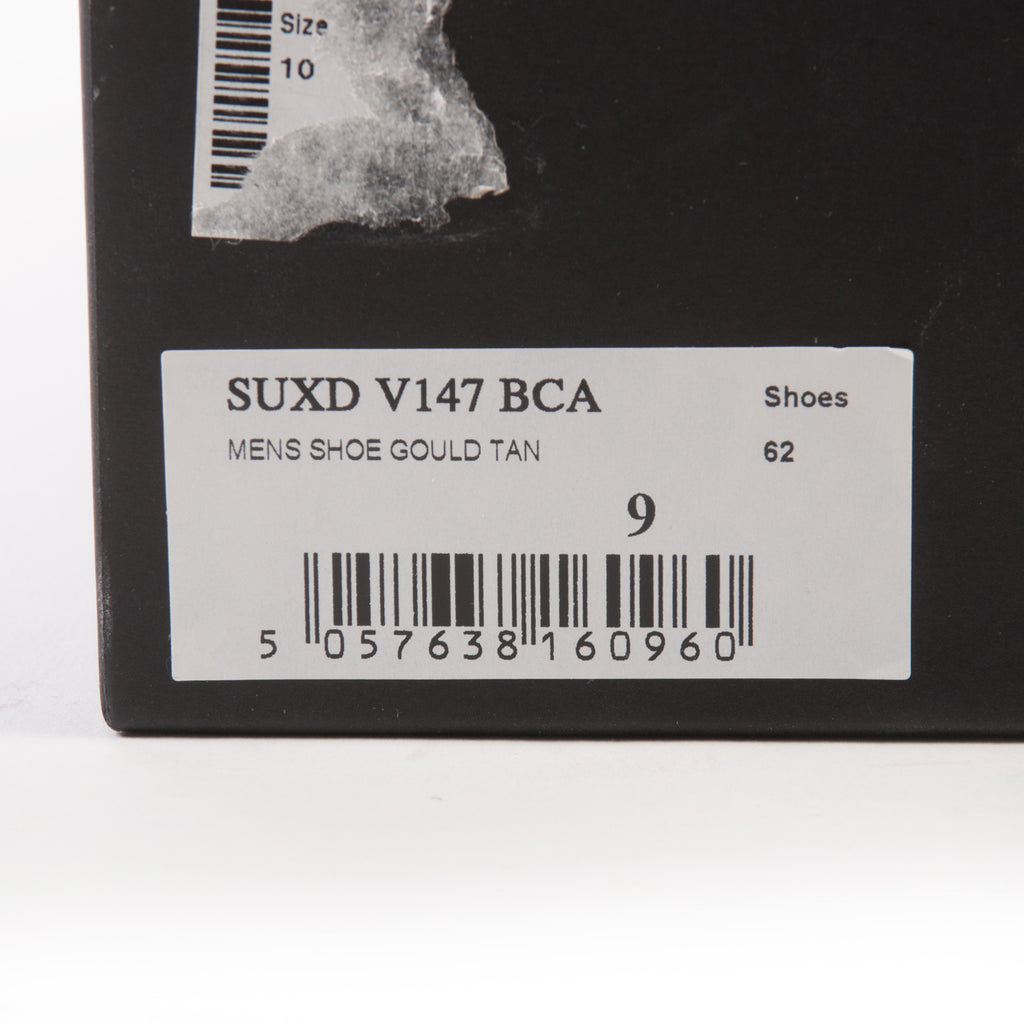 Size
10
SUXD V147 BCA
Shoes
MENS SHOE GOULD TAN
62
9
5 057638 160960